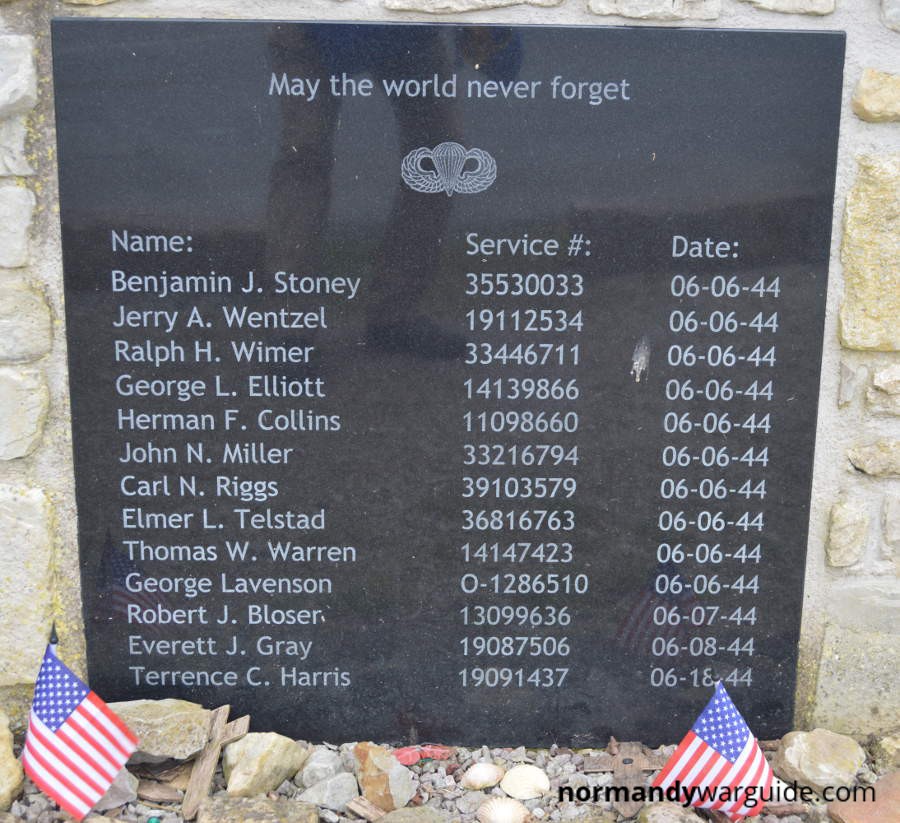 May the world never forget
Name: Service #: Date:
Benjamin J. Stoney 35530033 06-06-44
Jerry A. Wentzel 19112534 06-06-44
Ralph H. Wimer 33446711 06-06-44
George L. Elliott 14139866 06-06-44
Herman F. Collins 11098660 06-06-44
John N. Miller 33216794 06-06-44
Carl N. Riggs 39103579 06-06-44
Elmer L. Telstad 36816763 06-06-44
Thomas W. Warren 14147423 06-06-44
George Lavenson O-1286510 06-06-44
Robert J. Bloser 13099636 06-07-44
Everett J. Gray 19087506 06-08-44
Terrence C. Harris 19091437 06-18-44
normandywarguide.com